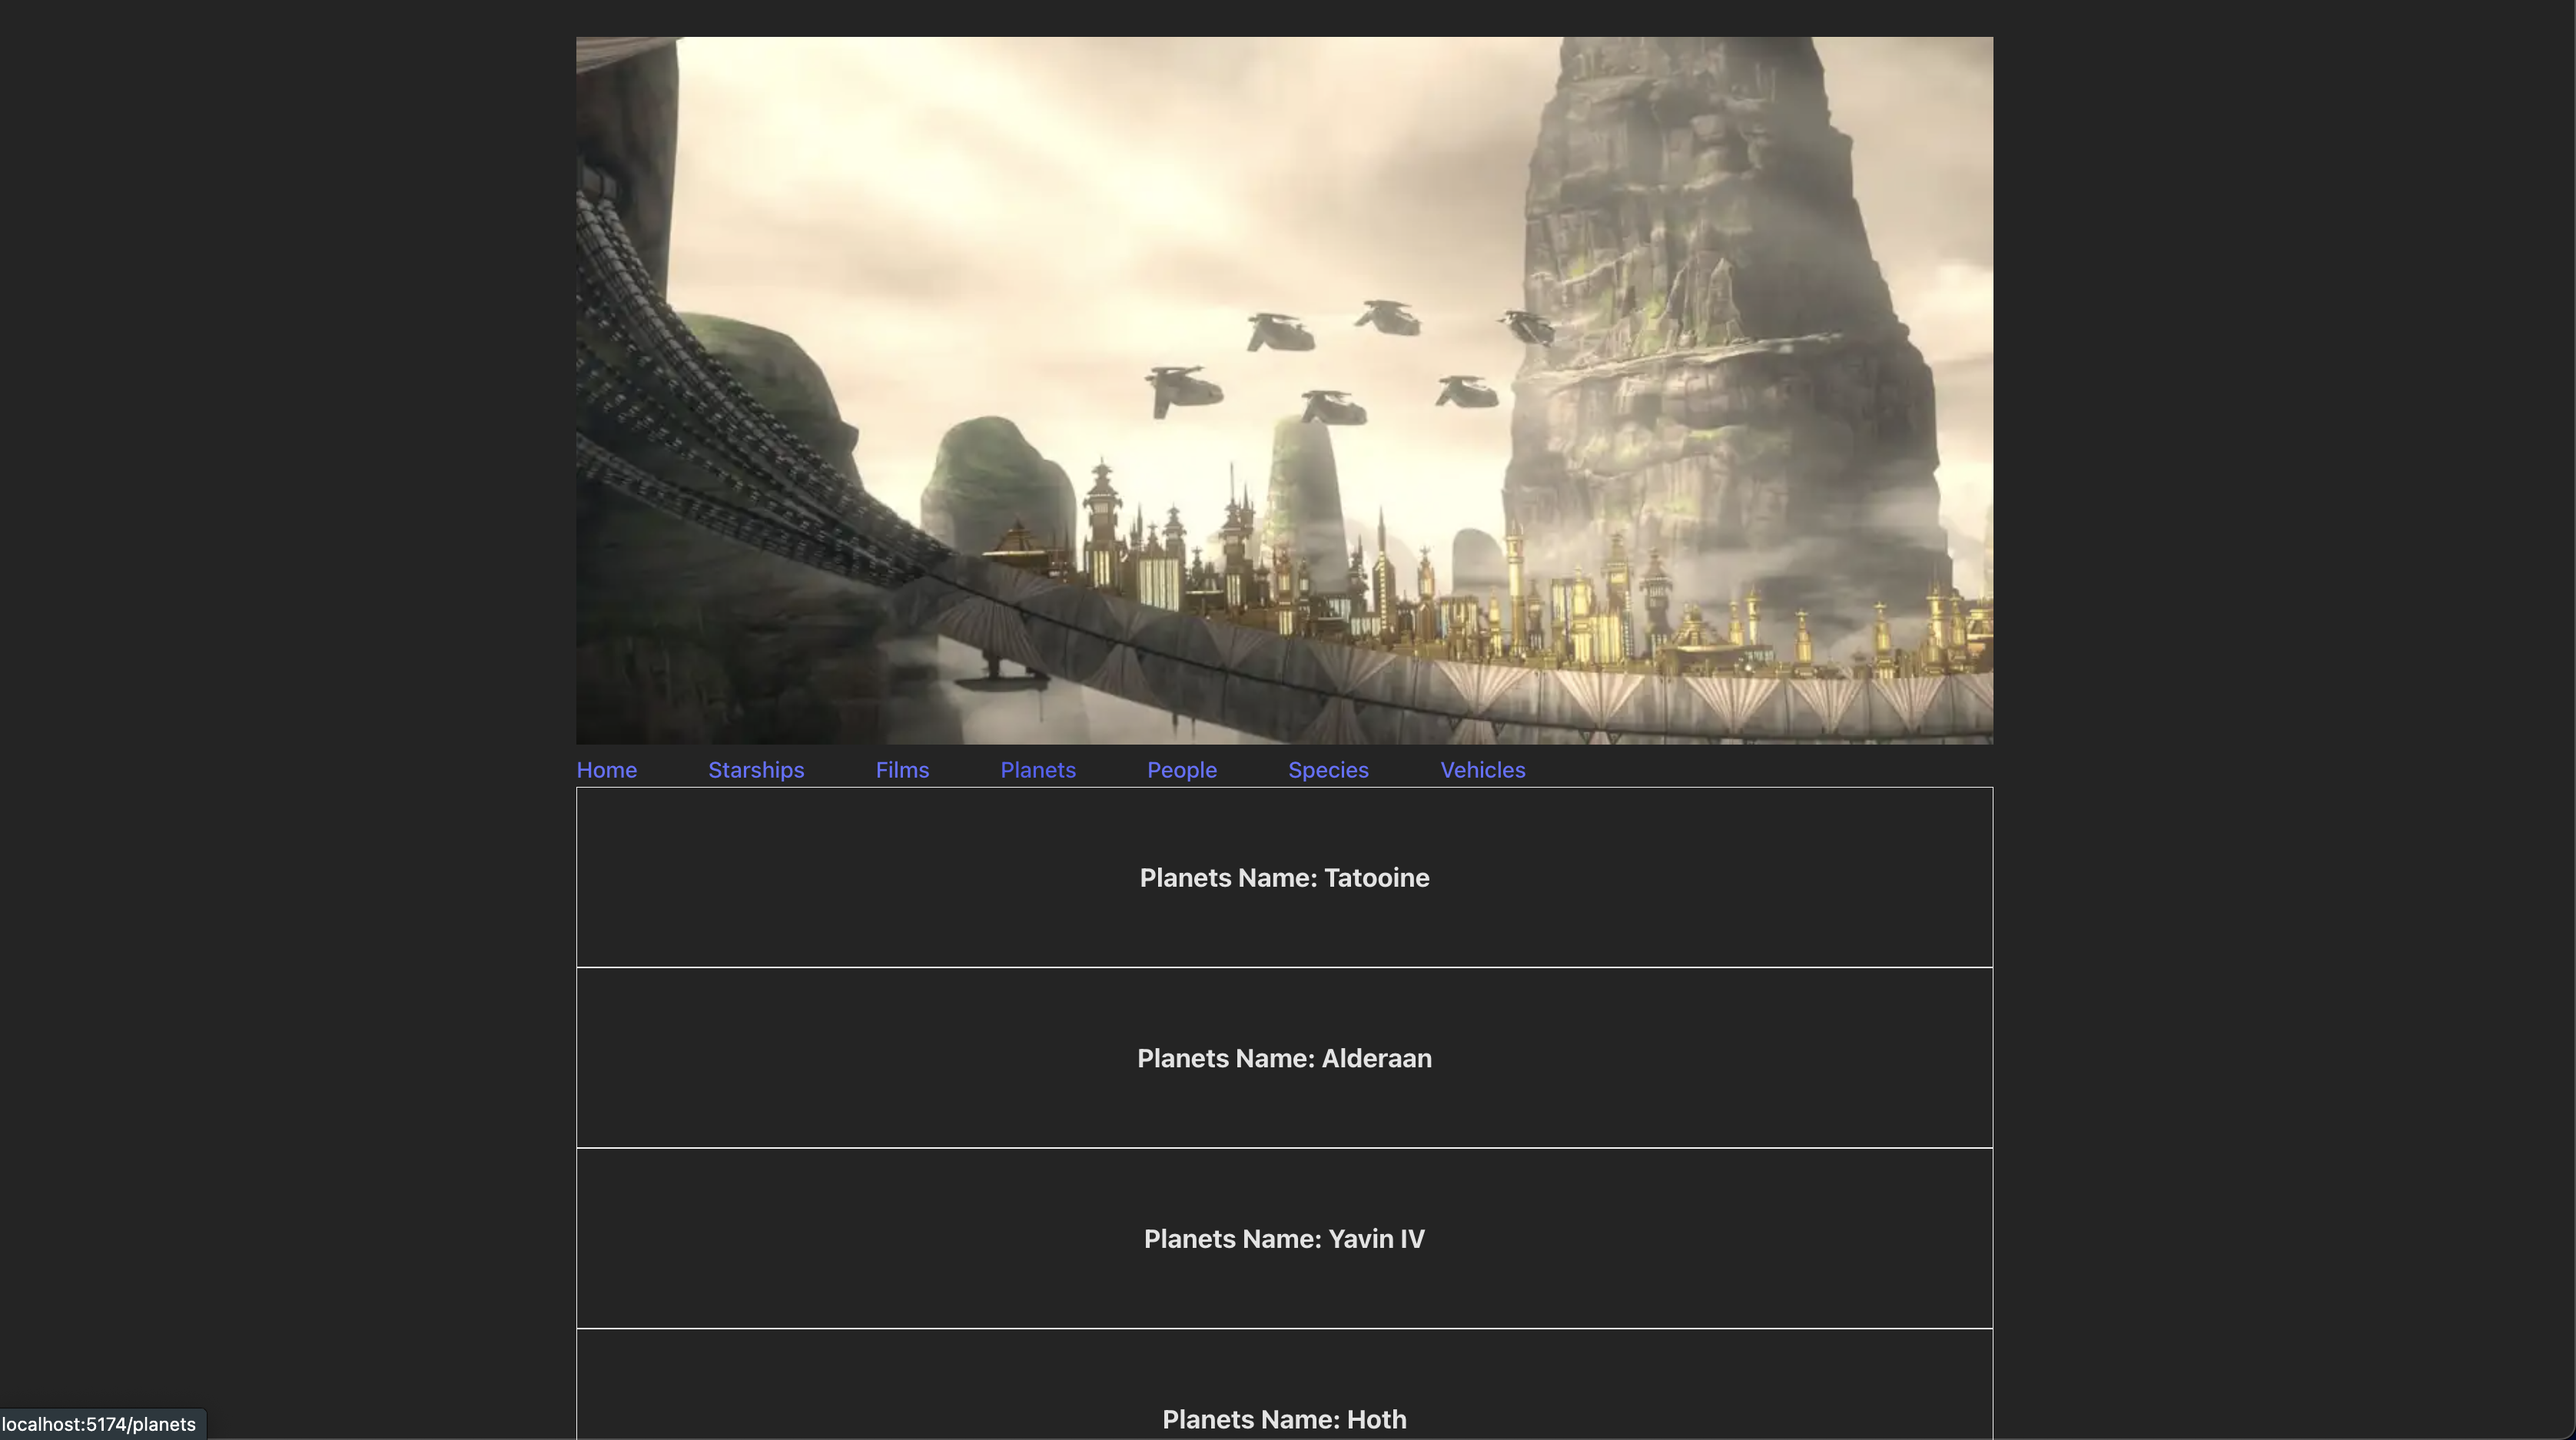 Home Starships Films Planets People Species Vehicles
Planets Name: Tatooine
Planets Name: Alderaan
Planets Name: Yavin IV
Planets Name: Hoth
localhost:5174/planets